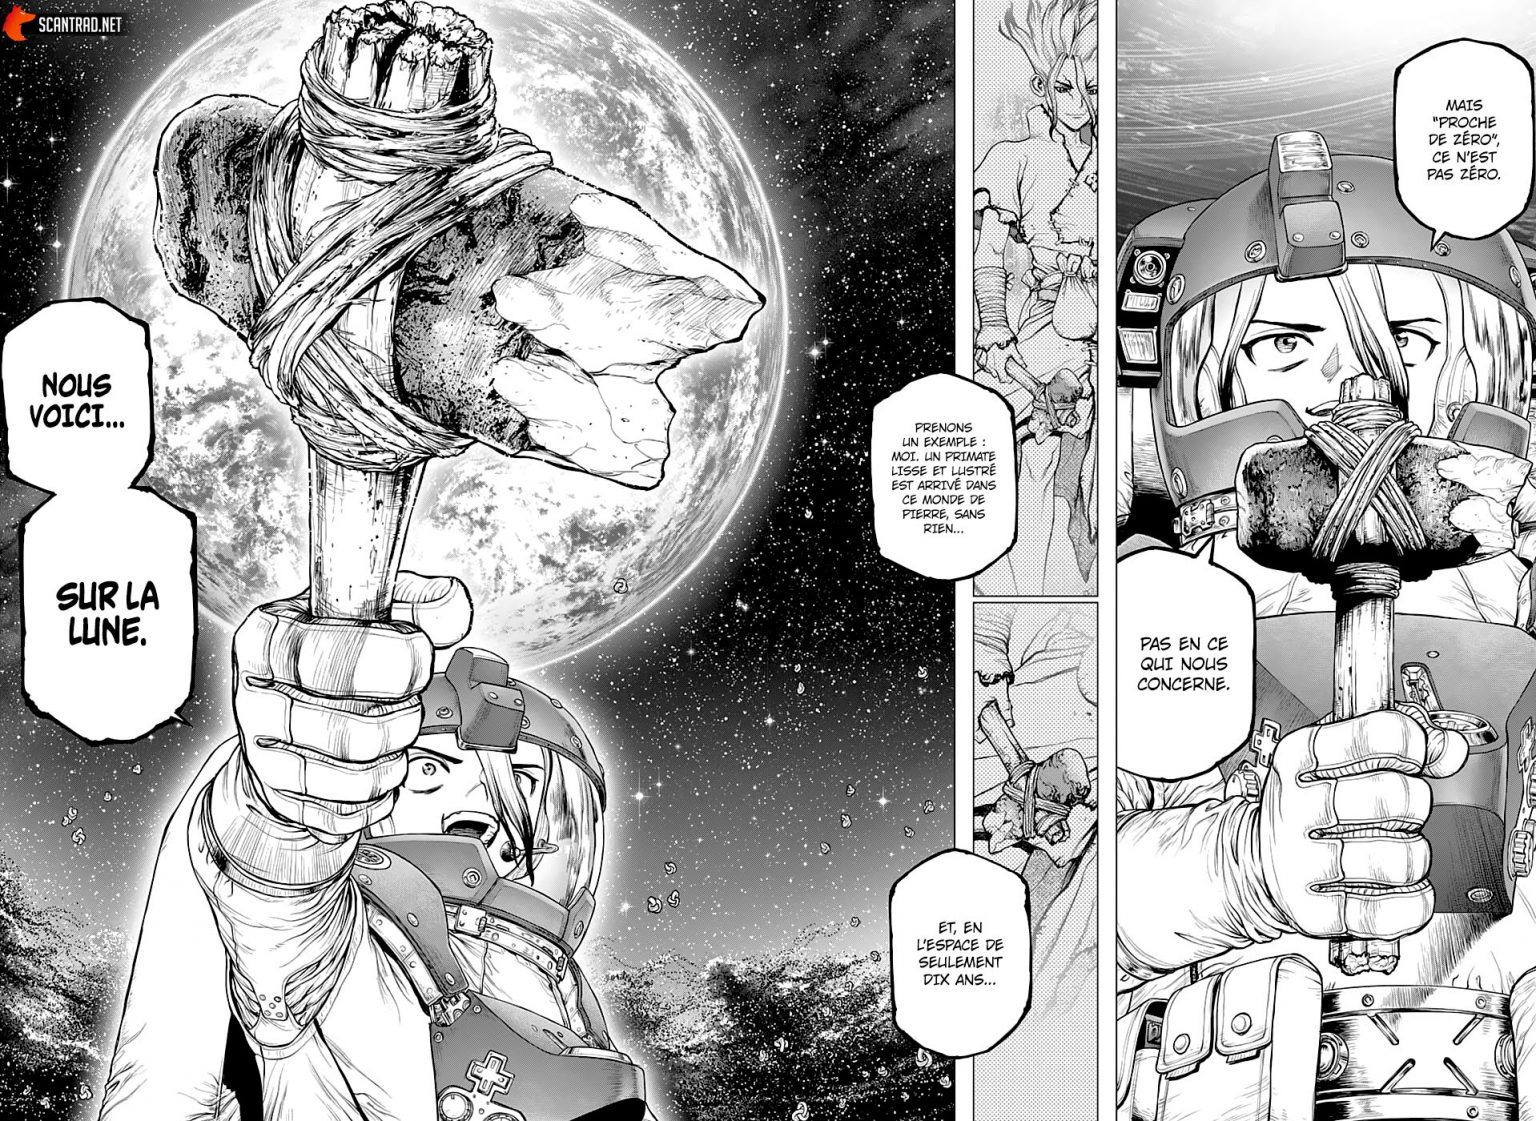 SCANTRAD.NET
MAIS
"PROCHE
DE ZÉRO",
CE N'EST
PAS ZÉRO.
PAS EN CE
QUI NOUS
CONCERNE.
PRENONS
UN EXEMPLE :
MOI. UN PRIMATE
LISSE ET LUSTRÉ
EST ARRIVÉ DANS
CE MONDE DE
PIERRE, SANS
RIEN...
ET, EN
L'ESPACE DE
SEULEMENT
DIX ANS...
NOUS
VOICI...
SUR LA
LUNE.